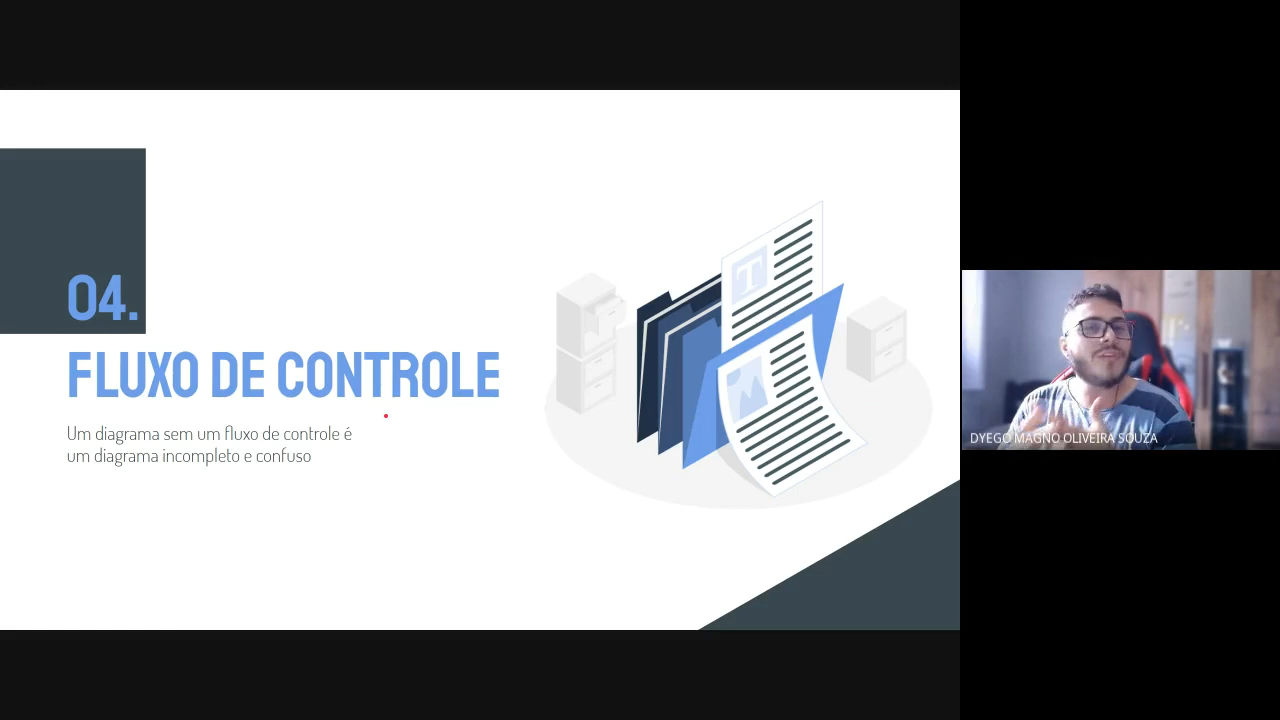 04.
FLUXO DE CONTROLE
Um diagrama sem um fluxo de controle é
um diagrama incompleto e confuso
T
DYEGO MAGNO OLIVEIRA SOUZA